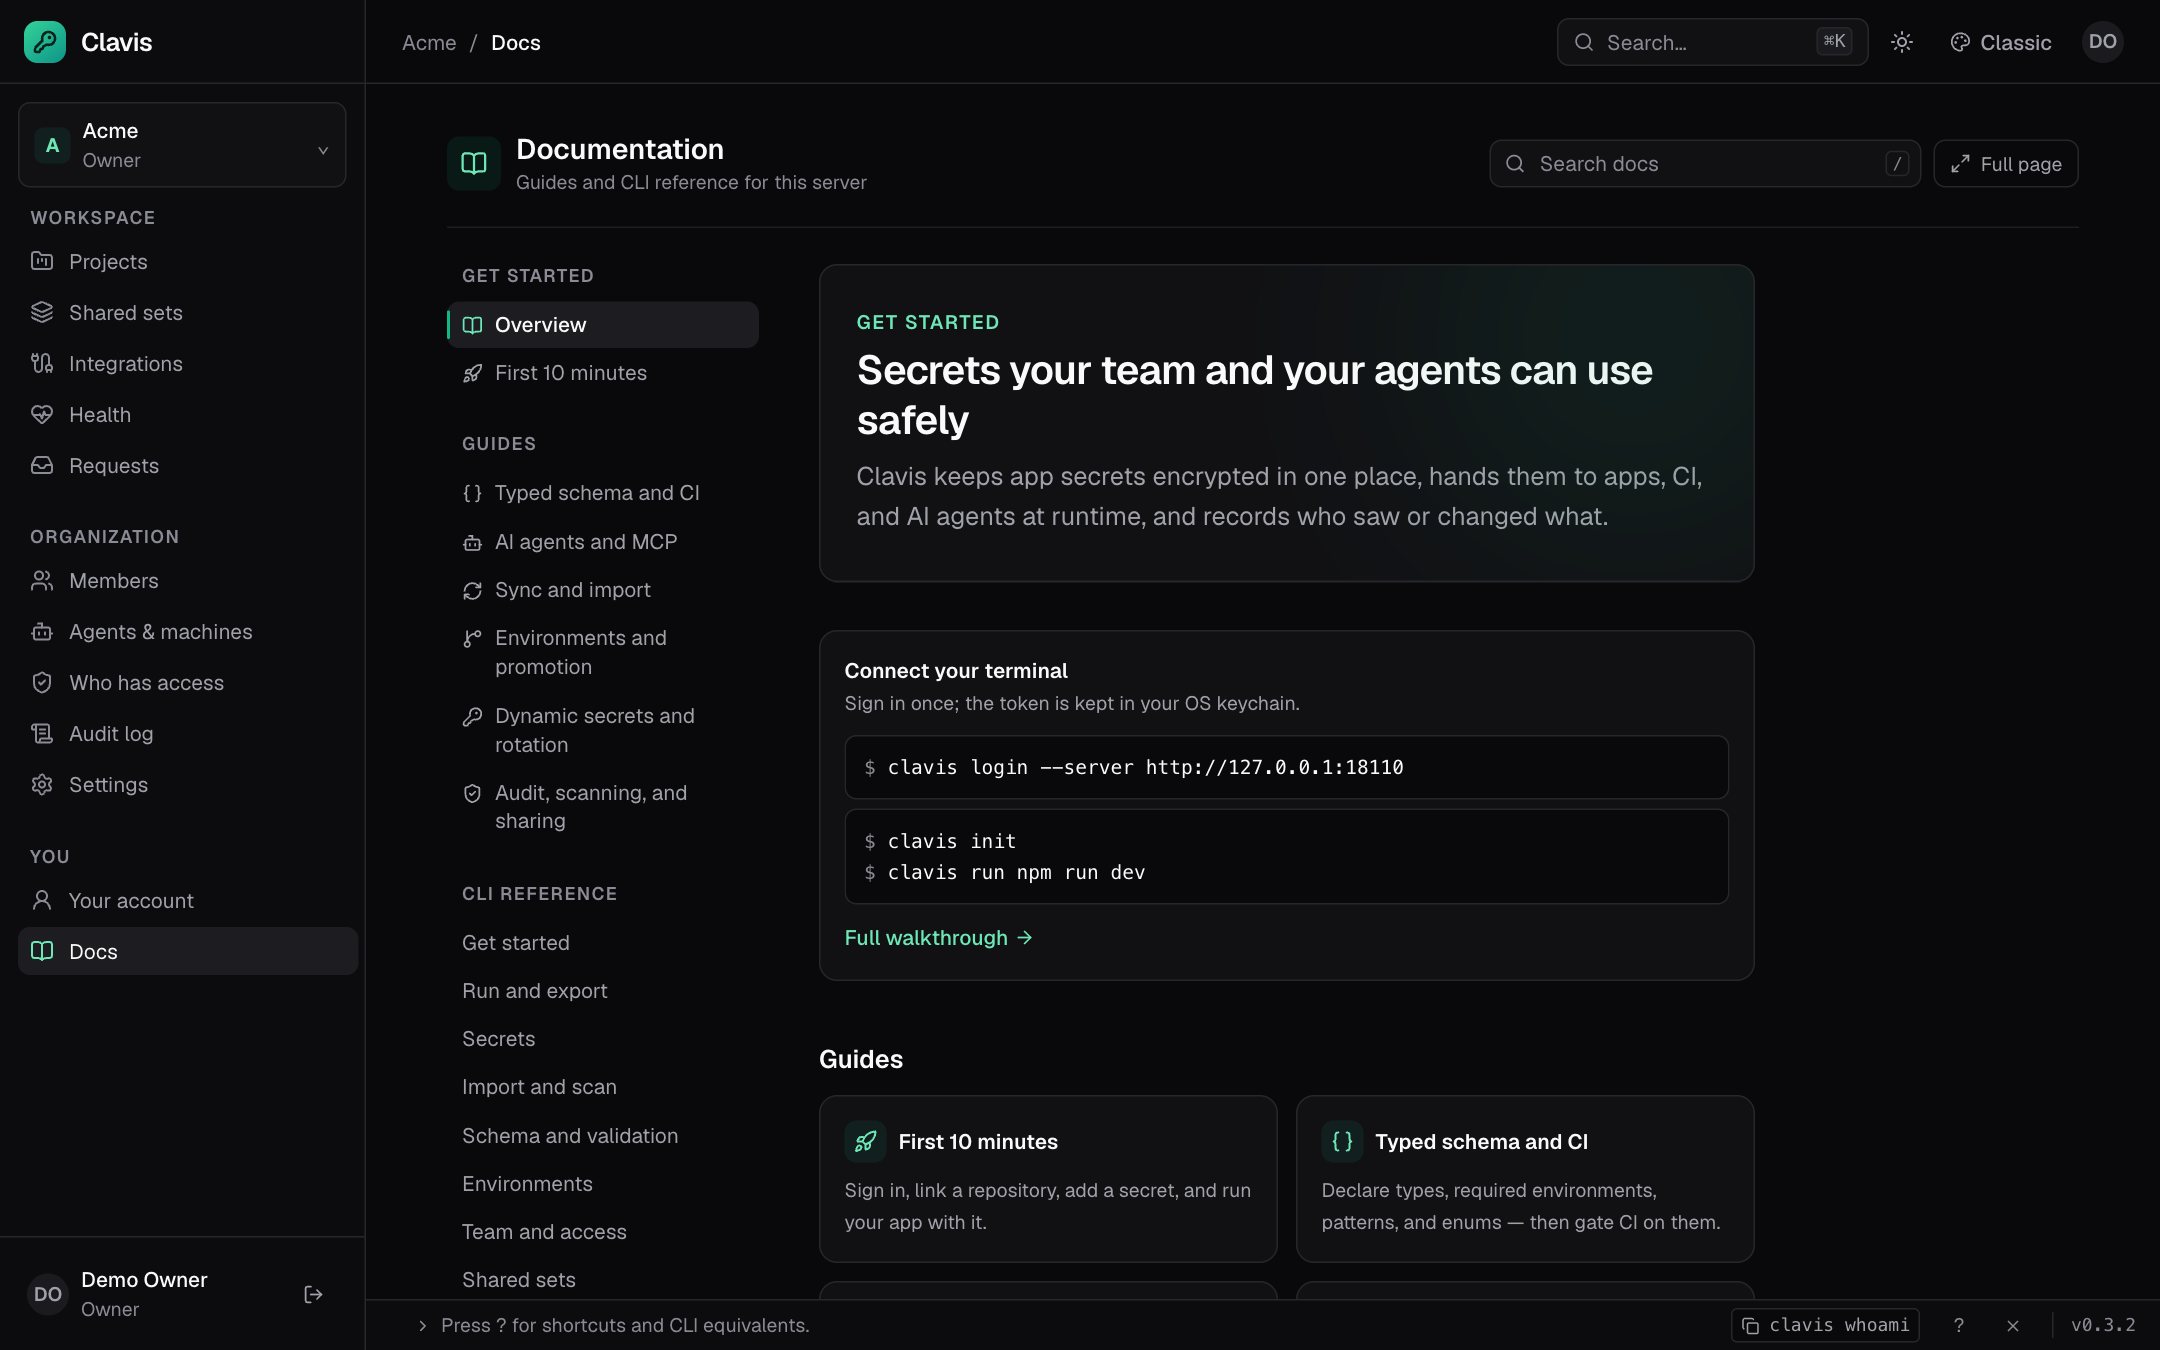 Clavis
Acme / Docs
Search...
⌘K
Classic
DO
A
Acme
Owner
WORKSPACE
Projects
Shared sets
Integrations
Health
Requests
ORGANIZATION
Members
Agents & machines
Who has access
Audit log
Settings
YOU
Your account
Docs
DO
Demo Owner
Owner
Documentation
Guides and CLI reference for this server
Search docs
/
Full page
GET STARTED
Overview
First 10 minutes
GUIDES
Typed schema and CI
AI agents and MCP
Sync and import
Environments and
promotion
Dynamic secrets and
rotation
Audit, scanning, and
sharing
CLI REFERENCE
Get started
Run and export
Secrets
Import and scan
Schema and validation
Environments
Team and access
Shared sets
GET STARTED
Secrets your team and your agents can use
safely
Clavis keeps app secrets encrypted in one place, hands them to apps, CI,
and AI agents at runtime, and records who saw or changed what.
Connect your terminal
Sign in once; the token is kept in your OS keychain.
$ clavis login --server http://127.0.0.1:18110
$ clavis init
$ clavis run npm run dev
Full walkthrough →
Guides
First 10 minutes
Sign in, link a repository, add a secret, and run
your app with it.
{ } Typed schema and CI
Declare types, required environments,
patterns, and enums — then gate CI on them.
Press ? for shortcuts and CLI equivalents.
clavis whoami
?
v0.3.2